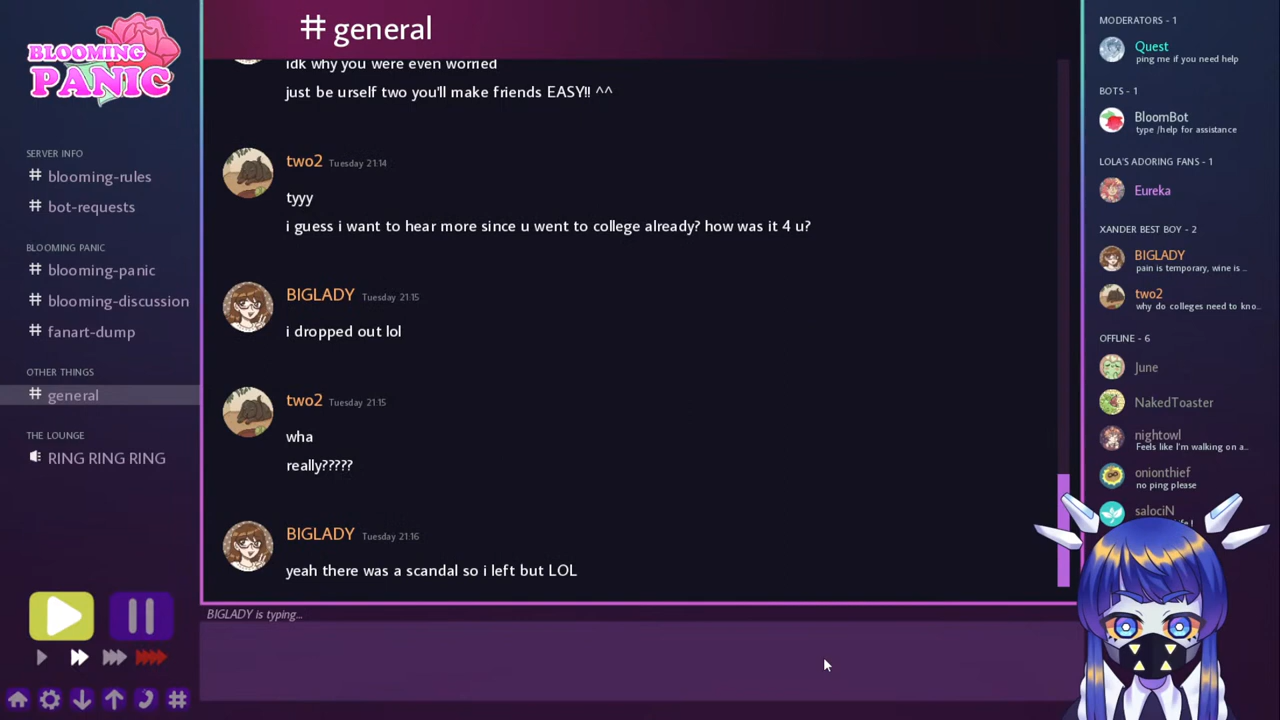 BLOOMING
PANIC
SERVER INFO
# blooming-rules
# bot-requests
BLOOMING PANIC
# blooming-panic
# blooming-discussion
# fanart-dump
OTHER THINGS
# general
THE LOUNGE
RING RING RING
# general
idk why you were even worried
just be urself two you'll make friends EASY!! ^^
two2 Tuesday 21:14
tyyy
i guess i want to hear more since u went to college already? how was it 4 u?
BIGLADY Tuesday 21:15
i dropped out lol
two2 Tuesday 21:15
wha
really?????
BIGLADY Tuesday 21:16
yeah there was a scandal so i left but LOL
BIGLADY is typing...
MODERATORS - 1
Quest
ping me if you need help
BOTS - 1
BloomBot
type /help for assistance
LOLA'S ADORING FANS - 1
Eureka
XANDER BEST BOY - 2
BIGLADY
pain is temporary, wine is ..
two2
why do colleges need to kno..
OFFLINE - 6
June
NakedToaster
nightowl
Feels like I'm walking on a..
onionthief
no ping please
salociN